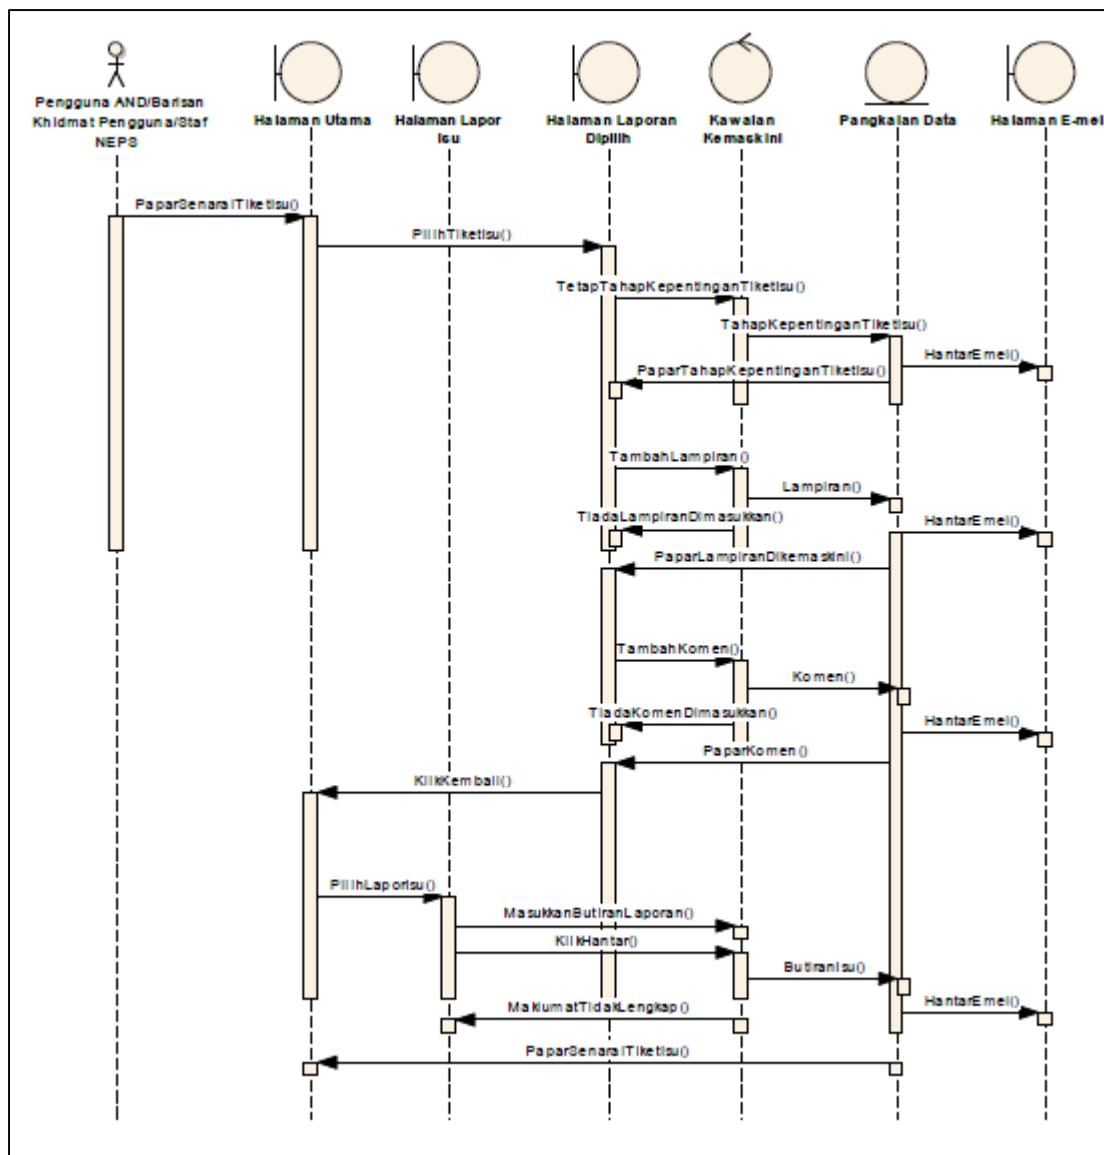 Pengguna AND/Barisan
Khidmat Pengguna/Staf
NEPS
Halaman Utama
Halaman Lapor
Isu
Halaman Laporan
Dipilih
Kawalan
Kemaskini
Pangkalan Data
Halaman E-mel
PaparSenaraiTiketIsu()
PilihTiketIsu()
TetapTahapKepentinganTiketIsu()
TahapKepentinganTiketIsu()
HantarEmel()
PaparTahapKepentinganTiketIsu()
TambahLampiran()
Lampiran()
TiadaLampiranDimasukkan()
HantarEmel()
PaparLampiranDikemaskini()
TambahKomen()
Komen()
TiadaKomenDimasukkan()
HantarEmel()
PaparKomen()
KlikKembali()
PilihLaporIsu()
MasukkanButiranLaporan()
KlikHantar()
ButiranIsu()
MaklumatTidakLengkap()
HantarEmel()
PaparSenaraiTiketIsu()